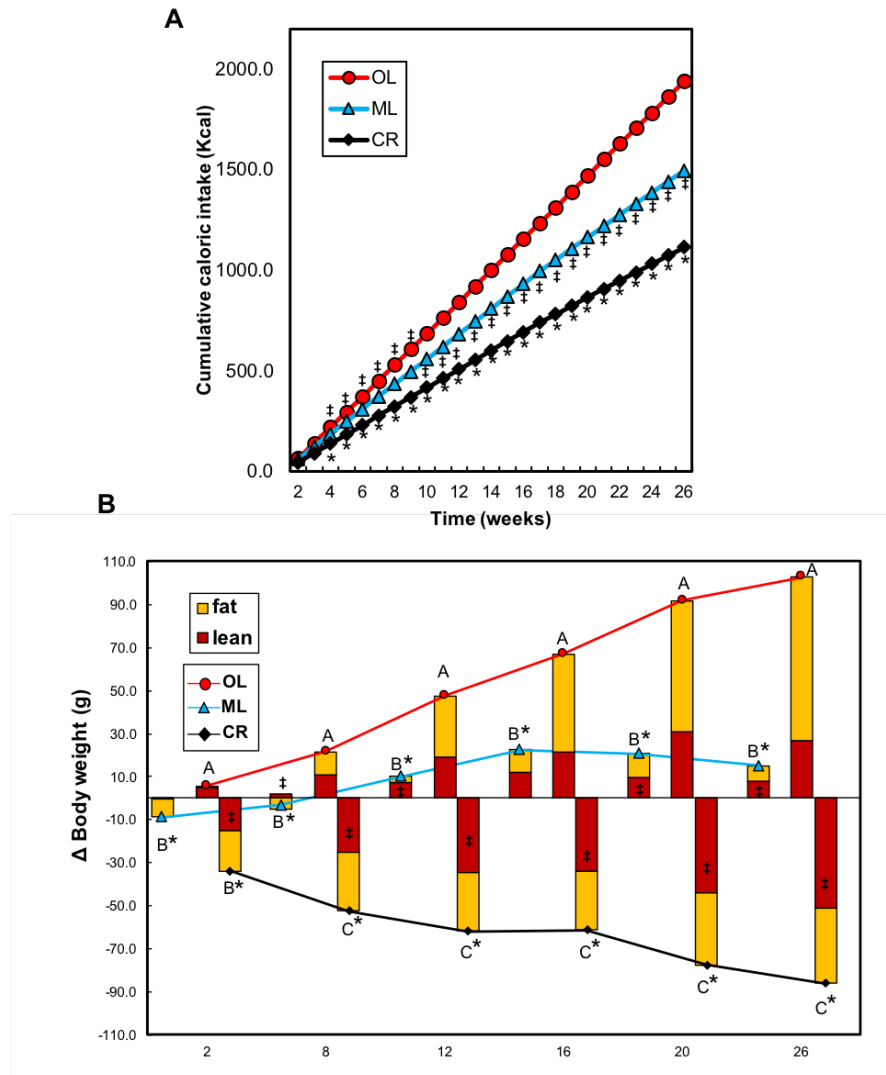 A
Cumulative caloric intake (Kcal)
2000.0
1500.0
1000.0
500.0
0.0
OL
ML
CR
‡ ‡ ‡ ‡ ‡ ‡
‡ ‡ ‡ ‡ ‡ ‡ ‡ ‡ ‡ ‡ ‡ ‡ ‡ ‡ ‡ ‡ ‡
* * * * * * * * * * * * * * * * * * * * * * *
2 4 6 8 10 12 14 16 18 20 22 24 26
Time (weeks)
B
Δ Body weight (g)
110.0
90.0
70.0
50.0
30.0
10.0
-10.0
-30.0
-50.0
-70.0
-90.0
-110.0
fat
lean
OL
ML
CR
A A A A A A
B* B* B* B* B* B*
‡ ‡ ‡ ‡
‡ ‡ ‡ ‡ ‡ ‡
B* C* C* C* C* C*
2 8 12 16 20 26